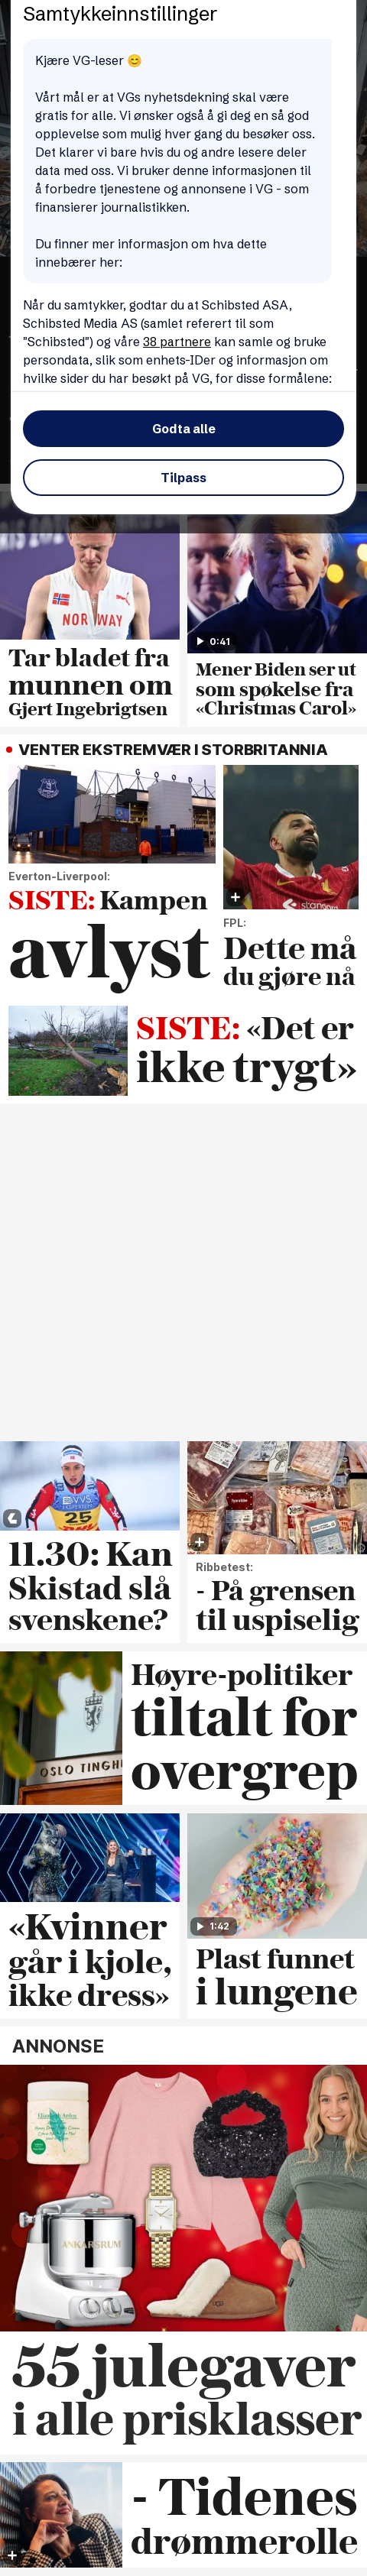 Samtykkeinnstillinger
Kjære VG-leser 😊
Vårt mål er at VGs nyhetsdekning skal være
gratis for alle. Vi ønsker også å gi deg en så god
opplevelse som mulig hver gang du besøker oss.
Det klarer vi bare hvis du og andre lesere deler
data med oss. Vi bruker denne informasjonen til
å forbedre tjenestene og annonsene i VG - som
finansierer journalistikken.
Du finner mer informasjon om hva dette
innebærer her:
Når du samtykker, godtar du at Schibsted ASA,
Schibsted Media AS (samlet referert til som
"Schibsted") og våre 38 partnere kan samle og bruke
persondata, slik som enhets-IDer og informasjon om
hvilke sider du har besøkt på VG, for disse formålene:
Godta alle
Tilpass
NORWAY
0:41
Tar bladet fra
munnen om
Gjert Ingebrigtsen
Mener Biden ser ut
som spøkelse fra
«Christmas Carol»
VENTER EKSTREMVÆR I STORBRITANNIA
Everton-Liverpool:
SISTE: Kampen
avlyst
FPL:
Dette må
du gjøre nå
SISTE: «Det er
ikke trygt»
25
11.30: Kan
Skistad slå
svenskene?
Ribbetest:
- På grensen
til uspiselig
OSLO TINGH
Høyre-politiker
tiltalt for
overgrep
«Kvinner
går i kjole,
ikke dress»
1:42
Plast funnet
i lungene
ANNONSE
ANKARSRUM
55 julegaver
i alle prisklasser
- Tidenes
drømmerolle